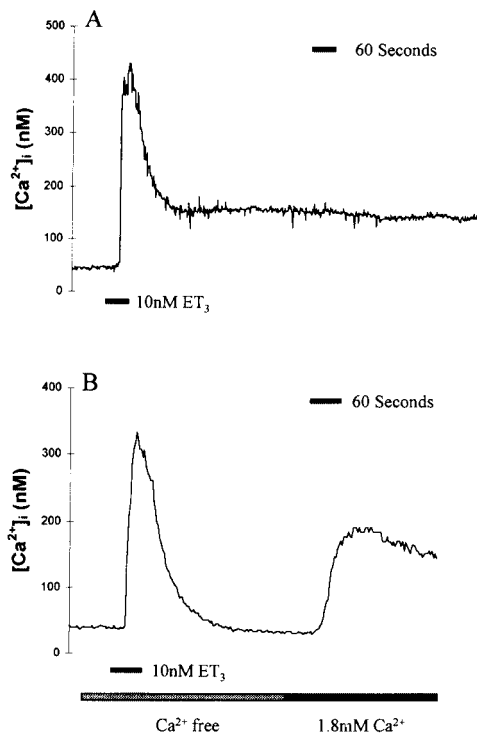 A
500
400
300
200
100
0
[Ca²⁺]ᵢ (nM)
60 Seconds
10nM ET₃
B
400
300
200
100
0
[Ca²⁺]ᵢ (nM)
60 Seconds
10nM ET₃
Ca²⁺ free
1.8mM Ca²⁺